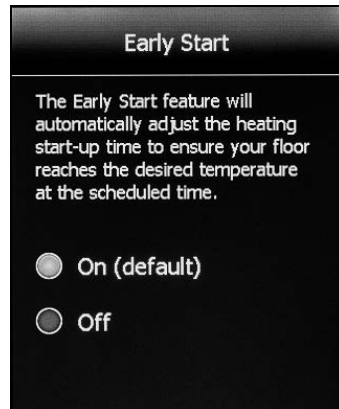 Early Start
The Early Start feature will
automatically adjust the heating
start-up time to ensure your floor
reaches the desired temperature
at the scheduled time.
On (default)
Off